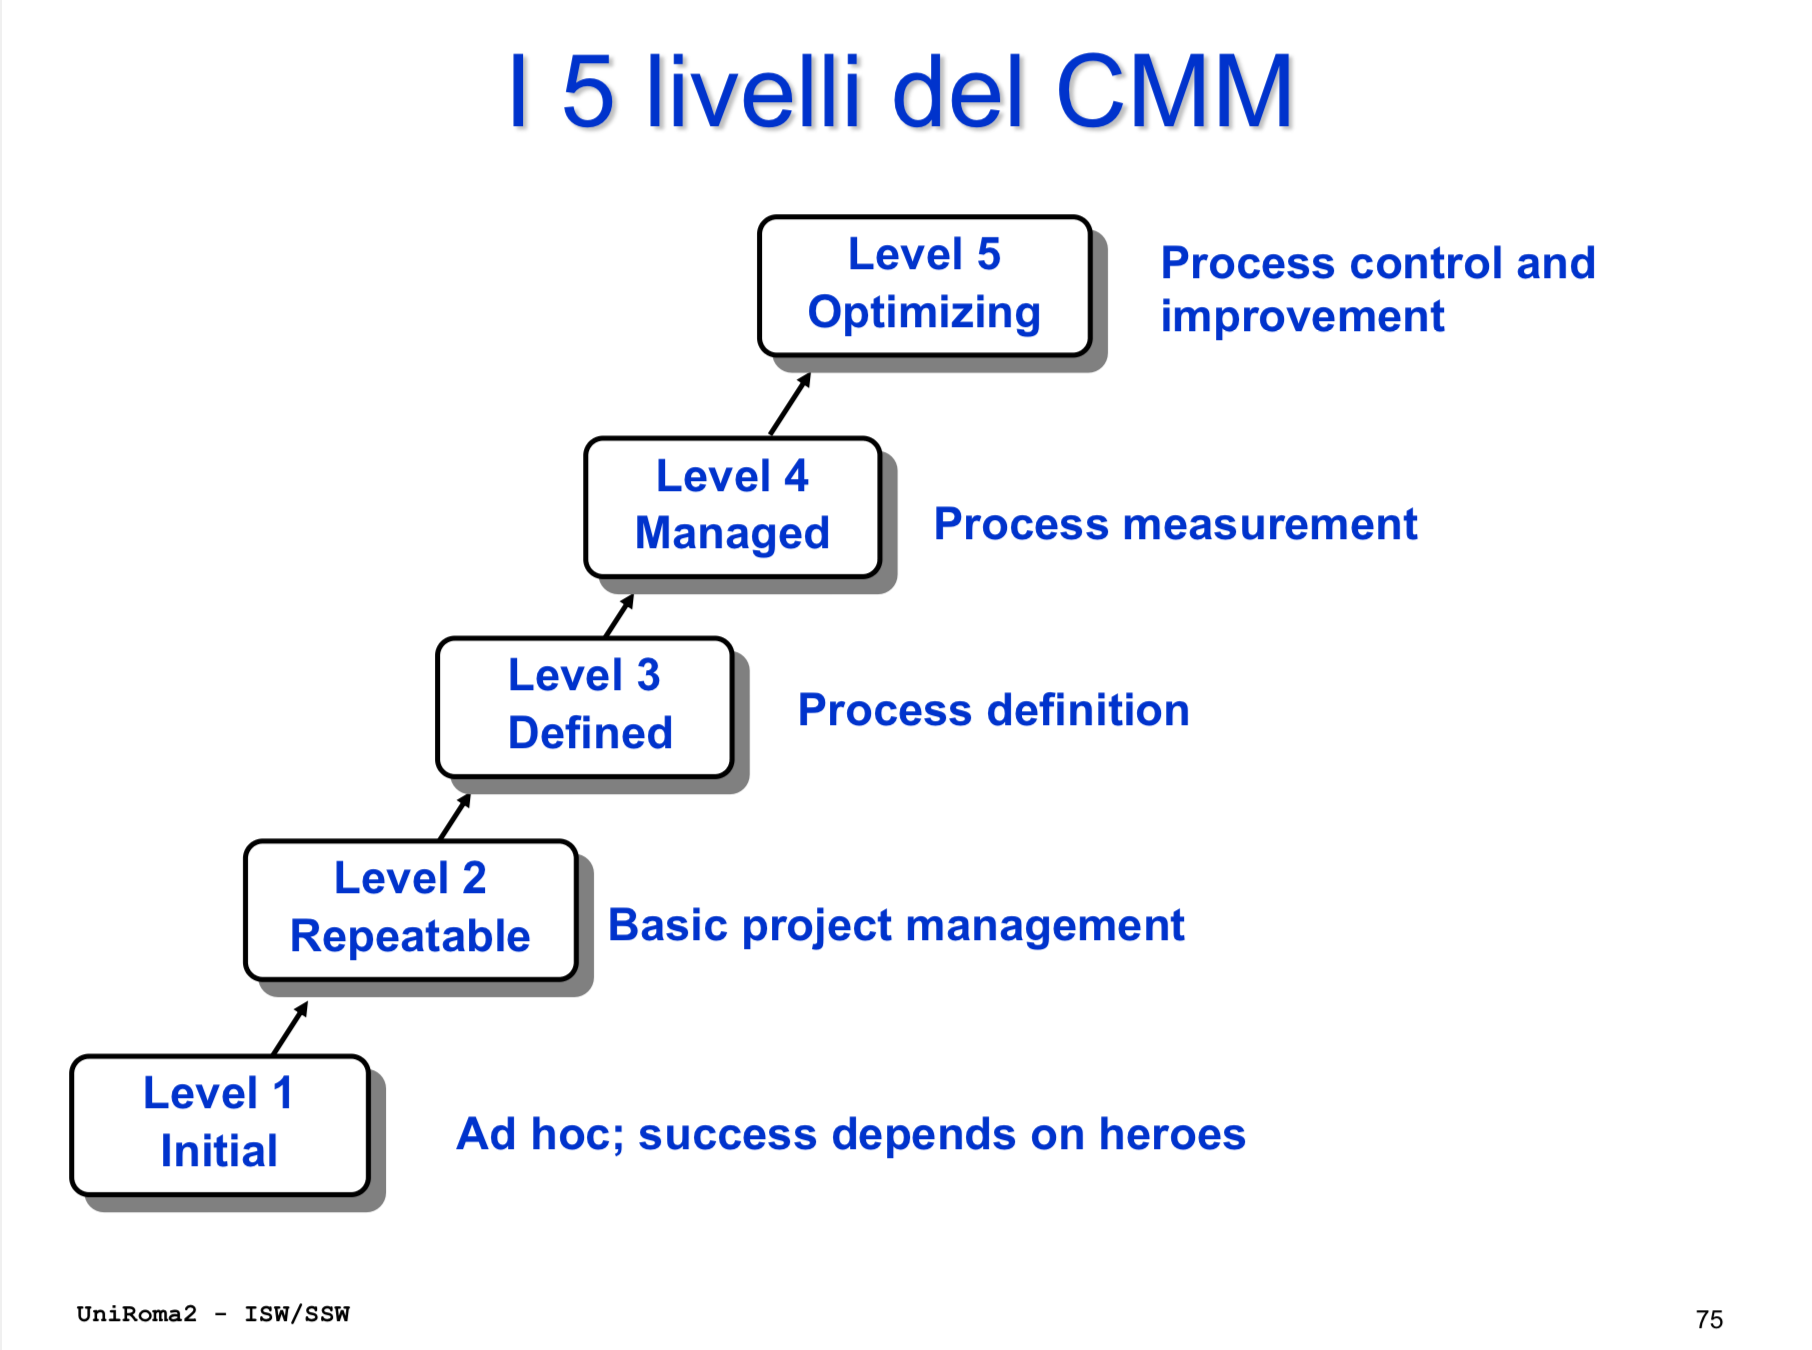 I 5 livelli del CMM
Level 5
Optimizing
Process control and
improvement
Level 4
Managed
Process measurement
Level 3
Defined
Process definition
Level 2
Repeatable
Basic project management
Level 1
Initial
Ad hoc; success depends on heroes
UniRoma2 - ISW/SSW
75